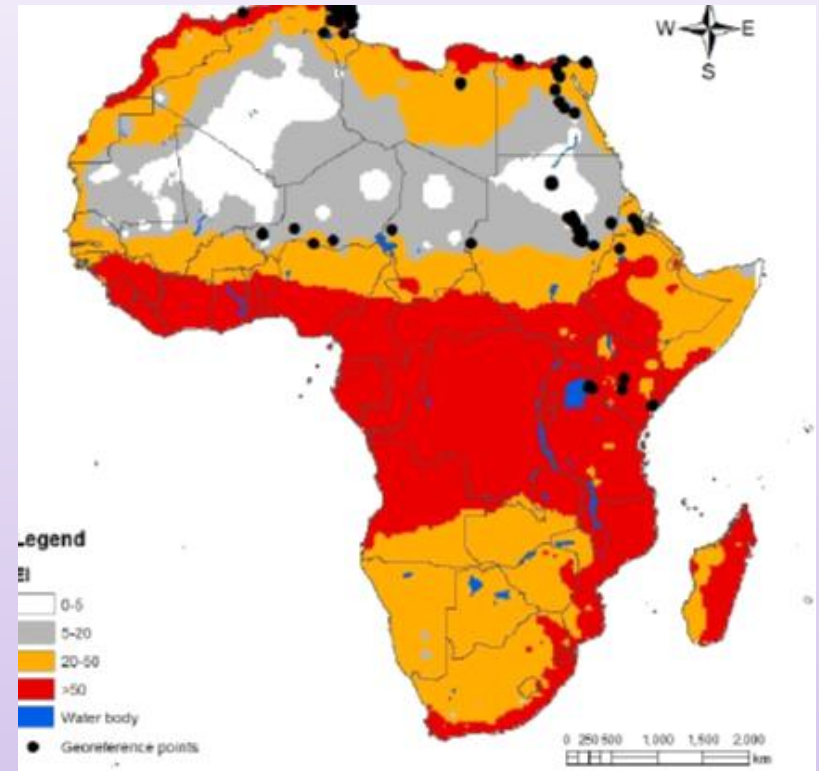 W E
S
Legend
EI
0-5
5-20
20-50
>50
Water body
Georeference points
0 250 500 1,000 1,500 2,000
km